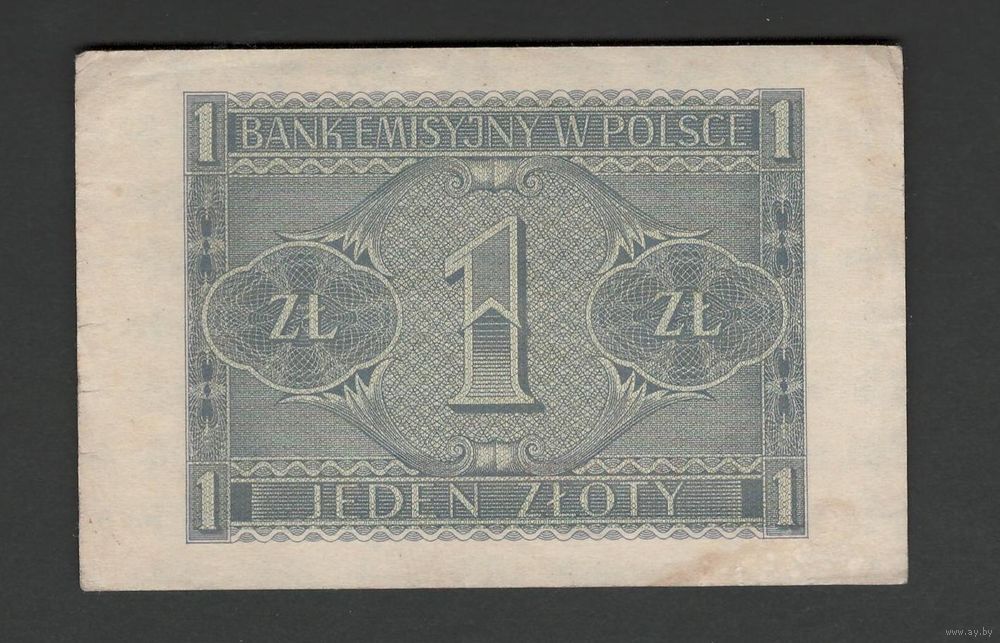 1 BANK EMISYJNY W POLSCE 1
ZŁ 1 ZŁ
1 JEDEN ZŁOTY 1
www.ay.by